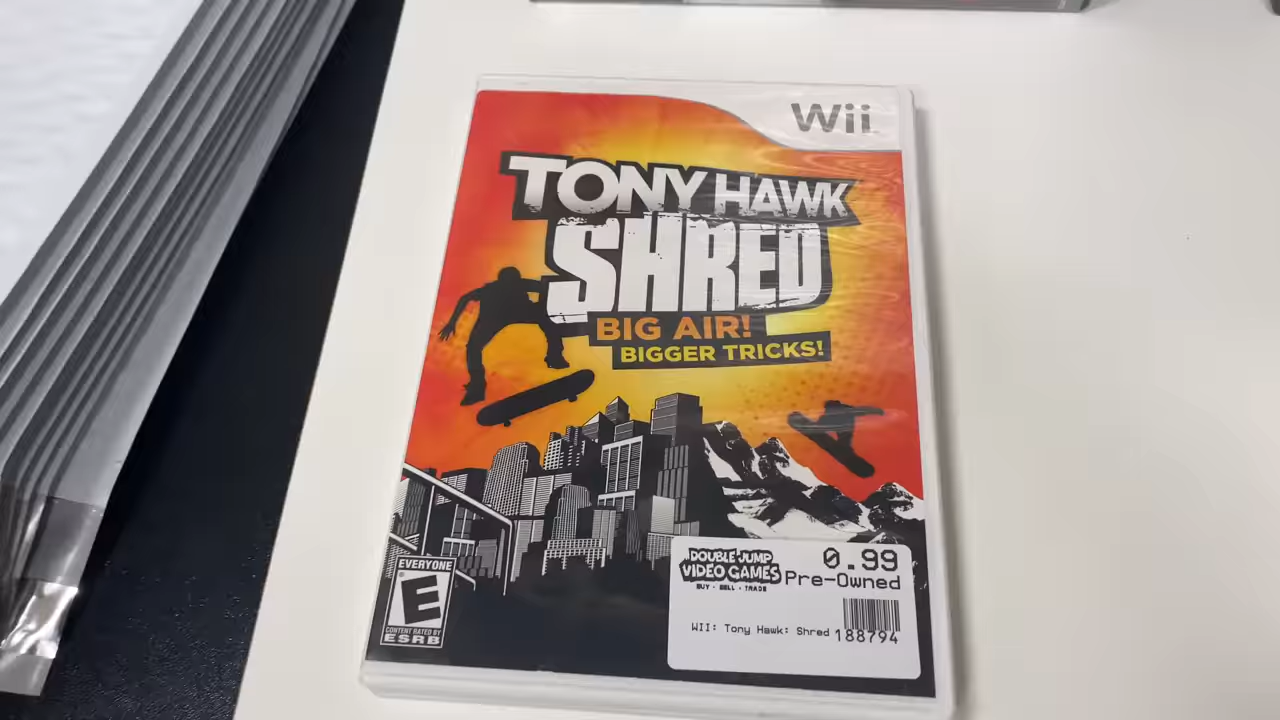 Wii
TONY HAWK
SHRED
BIG AIR!
BIGGER TRICKS!
EVERYONE
E
CONTENT RATED BY
ESRB
DOUBLE JUMP
VIDEO GAMES
BUY · SELL · TRADE
0.99
Pre-Owned
WII: Tony Hawk: Shred
188794